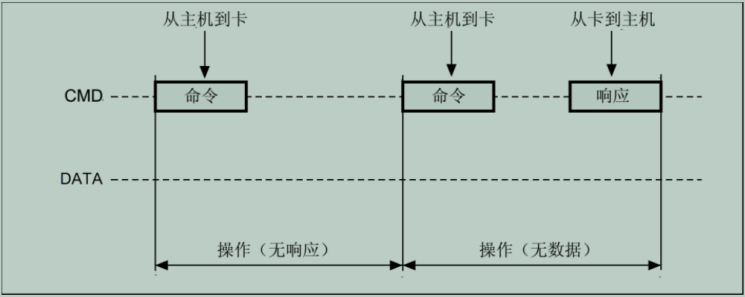 从主机到卡
从主机到卡
从卡到主机
CMD
命令
命令
响应
DATA
操作（无响应）
操作（无数据）